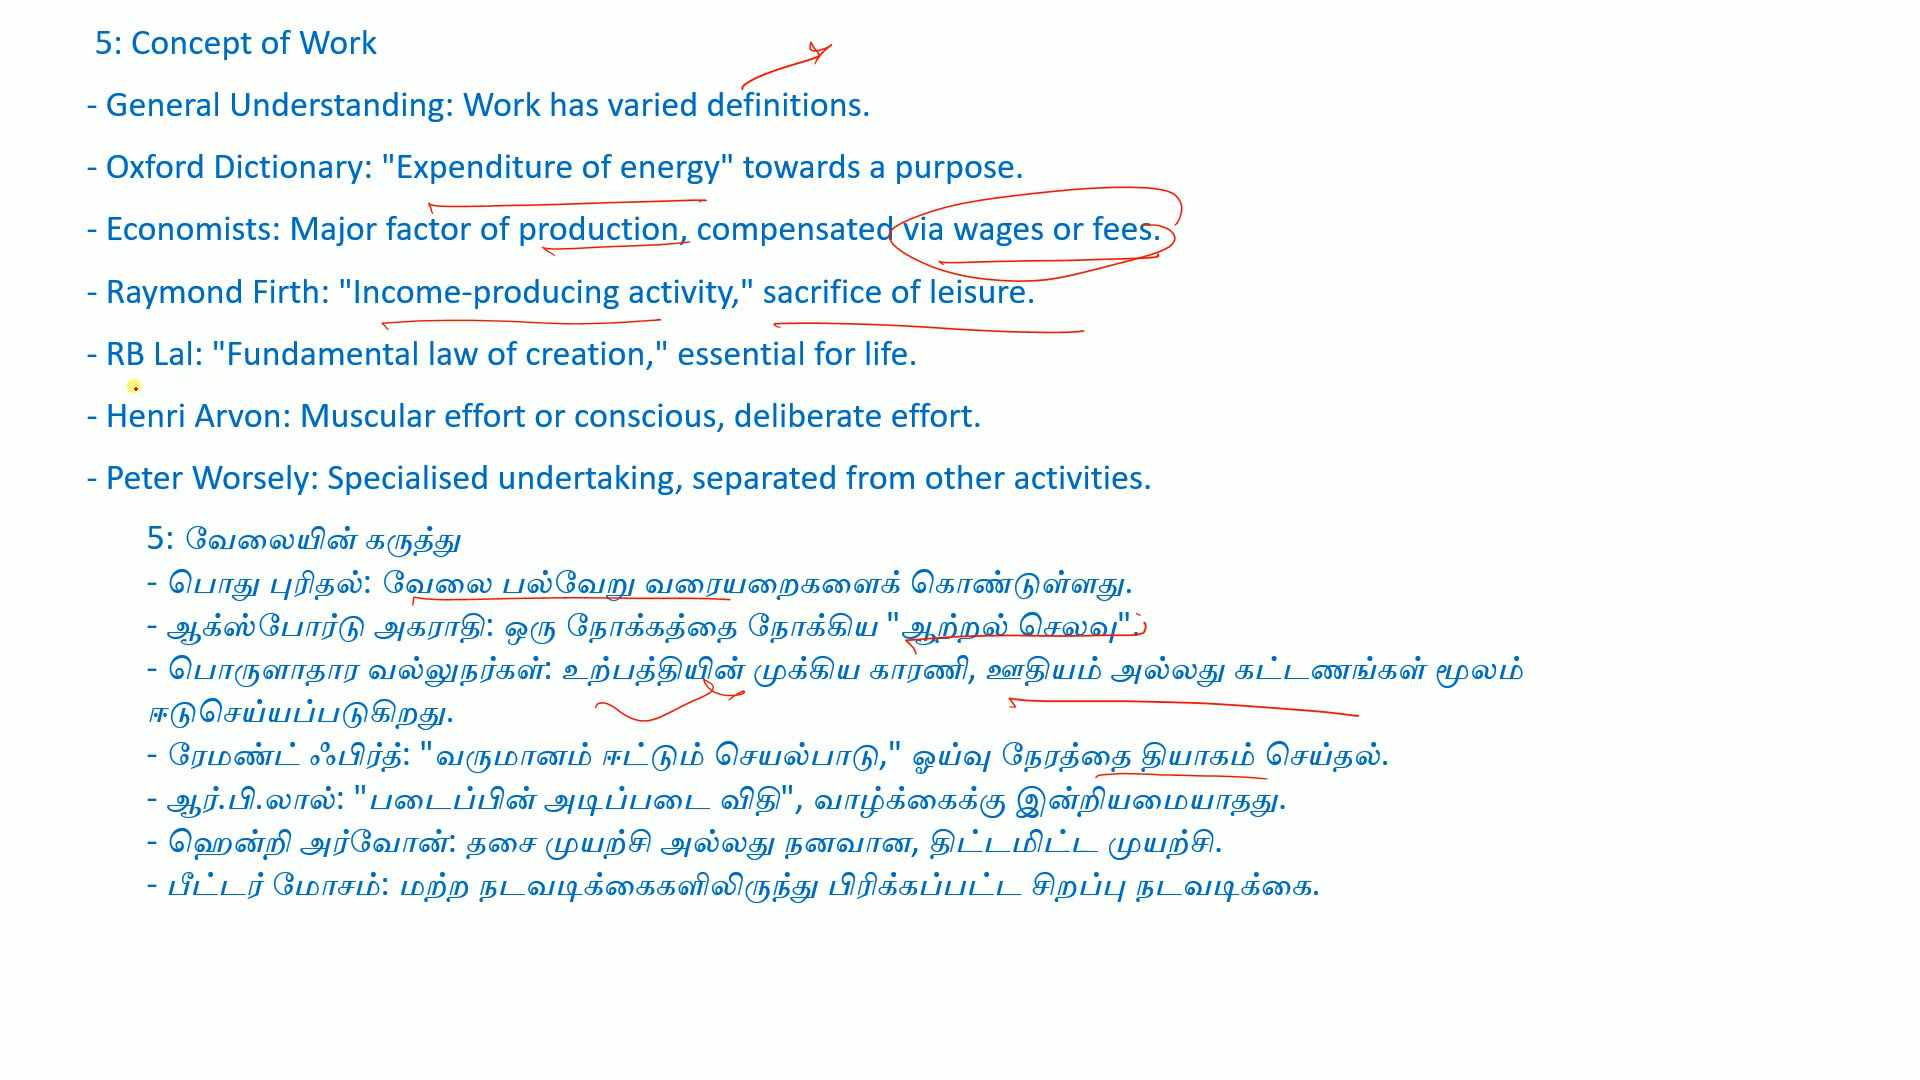 5: Concept of Work
- General Understanding: Work has varied definitions.
- Oxford Dictionary: "Expenditure of energy" towards a purpose.
- Economists: Major factor of production, compensated via wages or fees.
- Raymond Firth: "Income-producing activity," sacrifice of leisure.
- RB Lal: "Fundamental law of creation," essential for life.
- Henri Arvon: Muscular effort or conscious, deliberate effort.
- Peter Worsely: Specialised undertaking, separated from other activities.
5: வேலையின் கருத்து
- பொது புரிதல்: வேலை பல்வேறு வரையறைகளைக் கொண்டுள்ளது.
- ஆக்ஸ்போர்டு அகராதி: ஒரு நோக்கத்தை நோக்கிய "ஆற்றல் செலவு".
- பொருளாதார வல்லுநர்கள்: உற்பத்தியின் முக்கிய காரணி, ஊதியம் அல்லது கட்டணங்கள் மூலம்
ஈடுசெய்யப்படுகிறது.
- ரேமண்ட் ஃபிர்த்: "வருமானம் ஈட்டும் செயல்பாடு," ஓய்வு நேரத்தை தியாகம் செய்தல்.
- ஆர்.பி.லால்: "படைப்பின் அடிப்படை விதி", வாழ்க்கைக்கு இன்றியமையாதது.
- ஹென்றி அர்வோன்: தசை முயற்சி அல்லது நனவான, திட்டமிட்ட முயற்சி.
- பீட்டர் மோசம்: மற்ற நடவடிக்கைகளிலிருந்து பிரிக்கப்பட்ட சிறப்பு நடவடிக்கை.